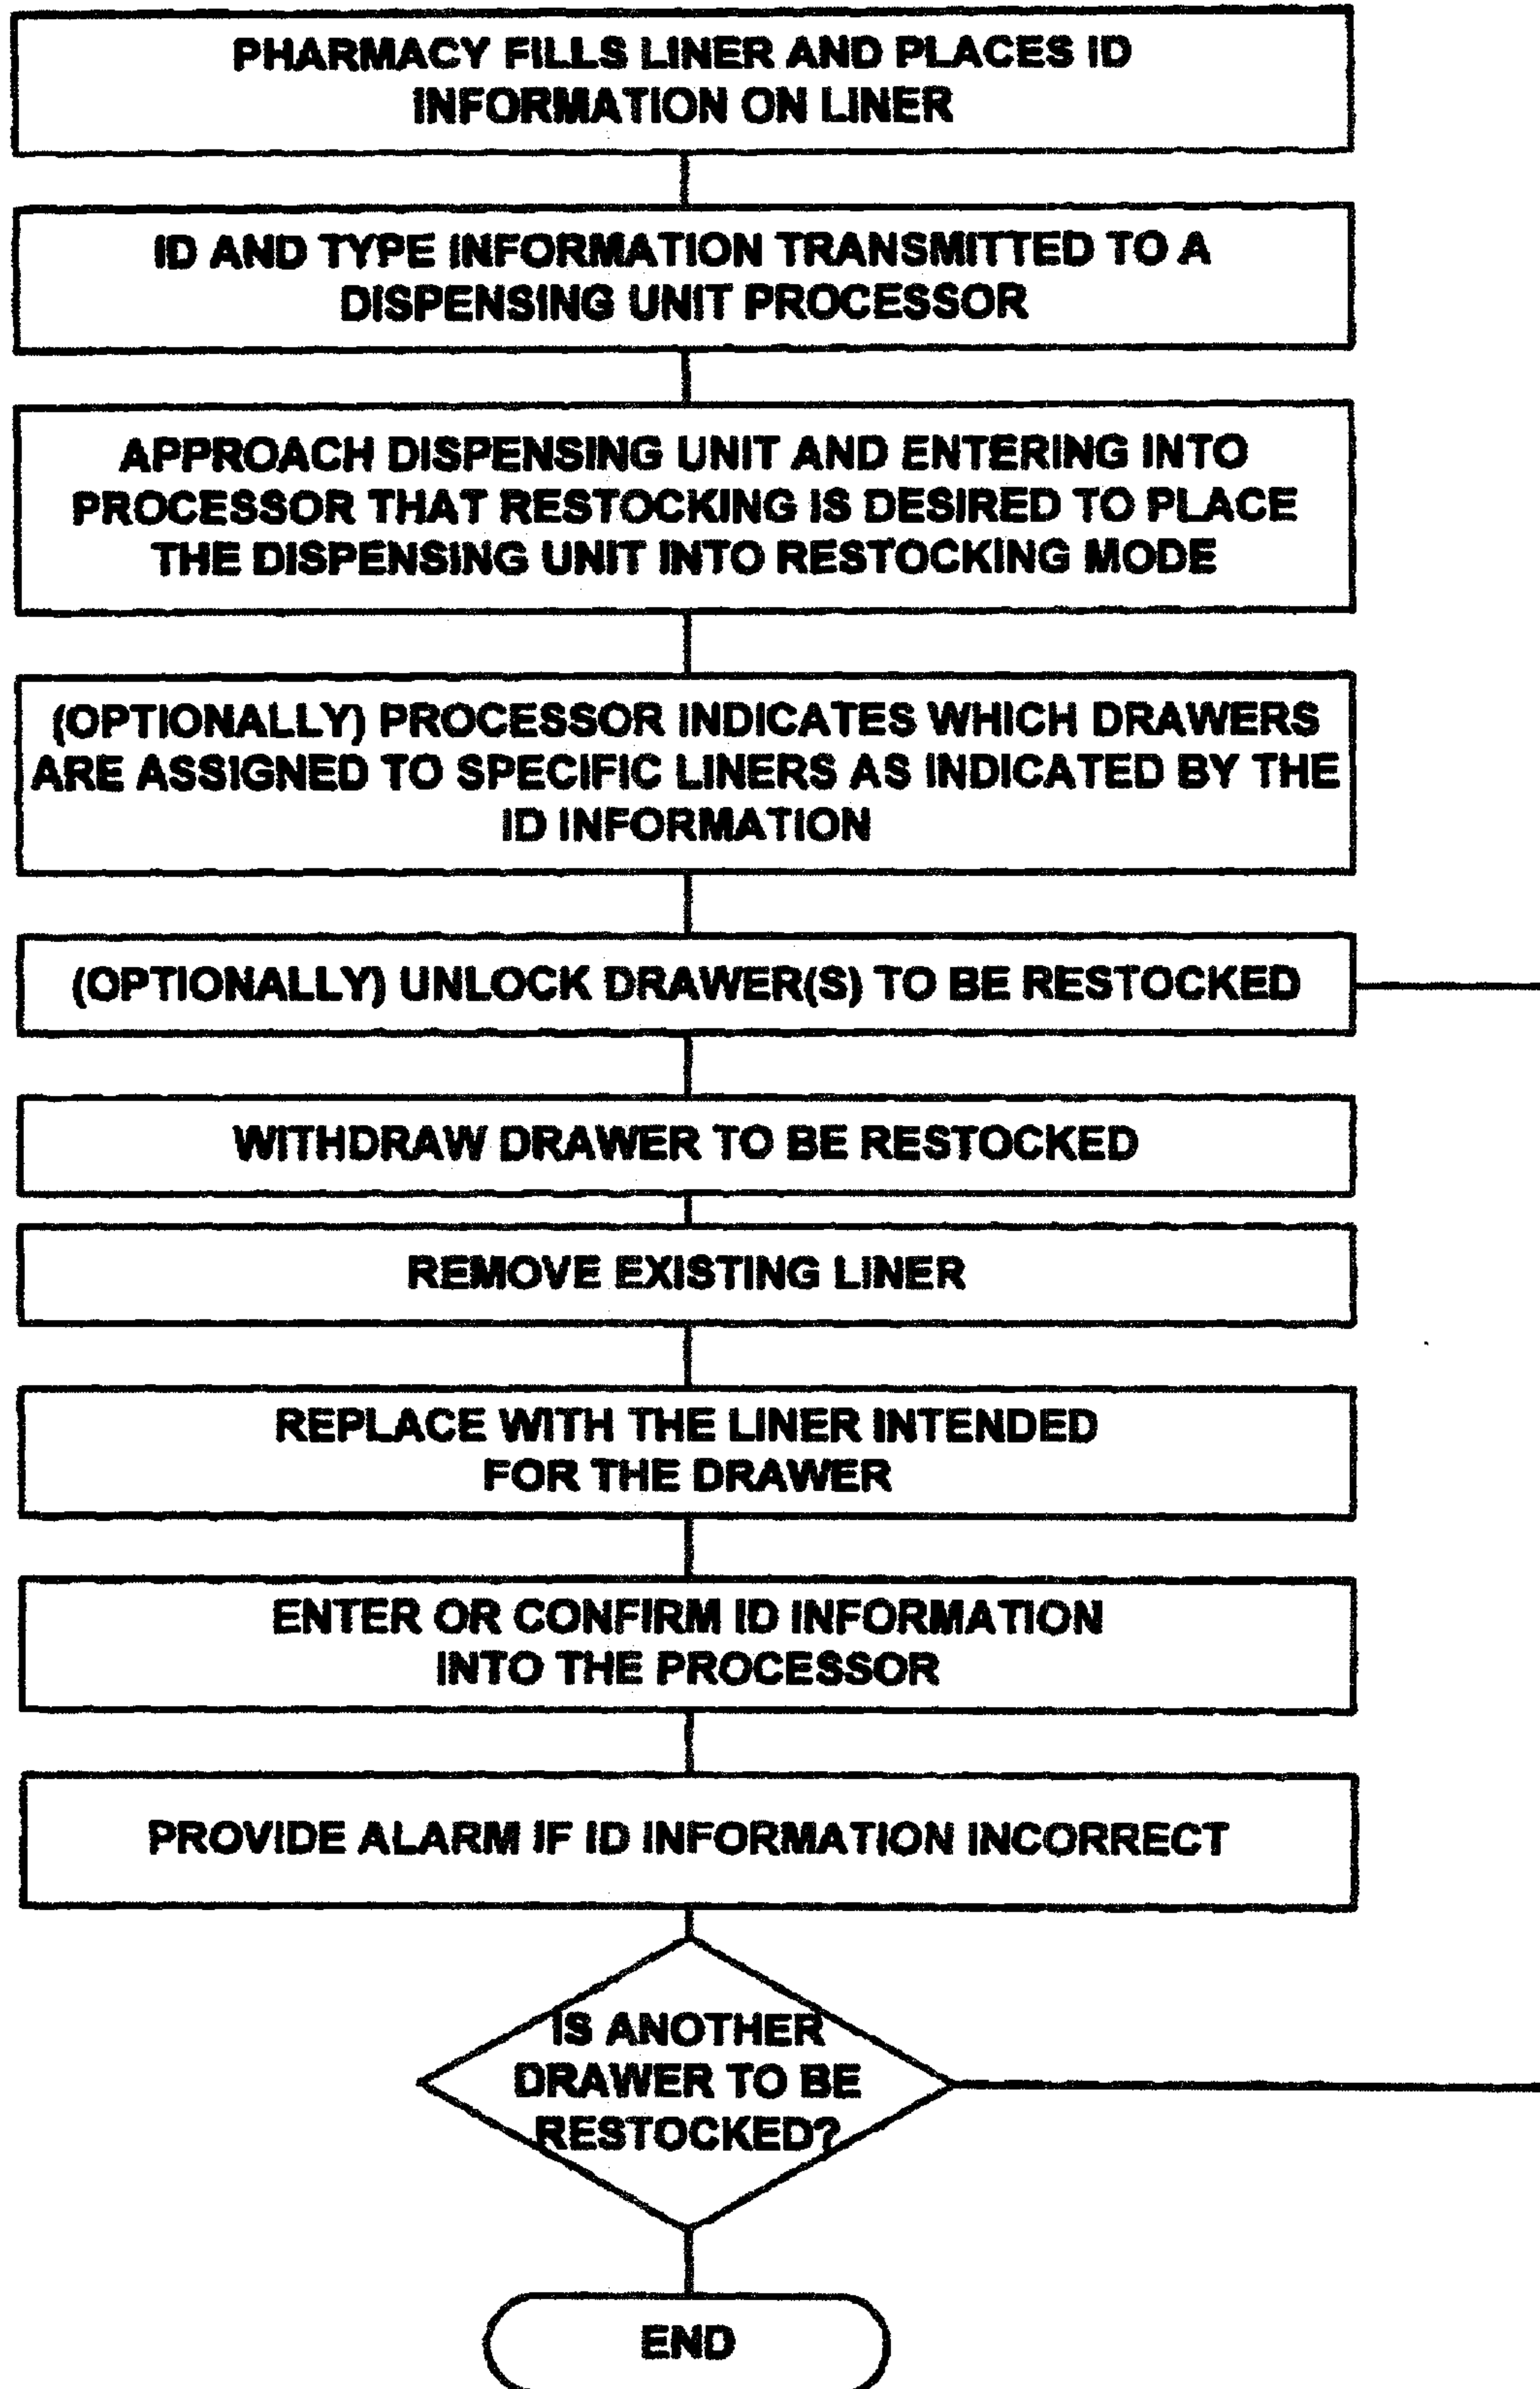 PHARMACY FILLS LINER AND PLACES ID
INFORMATION ON LINER
ID AND TYPE INFORMATION TRANSMITTED TO A
DISPENSING UNIT PROCESSOR
APPROACH DISPENSING UNIT AND ENTERING INTO
PROCESSOR THAT RESTOCKING IS DESIRED TO PLACE
THE DISPENSING UNIT INTO RESTOCKING MODE
(OPTIONALLY) PROCESSOR INDICATES WHICH DRAWERS
ARE ASSIGNED TO SPECIFIC LINERS AS INDICATED BY THE
ID INFORMATION
(OPTIONALLY) UNLOCK DRAWER(S) TO BE RESTOCKED
WITHDRAW DRAWER TO BE RESTOCKED
REMOVE EXISTING LINER
REPLACE WITH THE LINER INTENDED
FOR THE DRAWER
ENTER OR CONFIRM ID INFORMATION
INTO THE PROCESSOR
PROVIDE ALARM IF ID INFORMATION INCORRECT
IS ANOTHER
DRAWER TO BE
RESTOCKED?
END